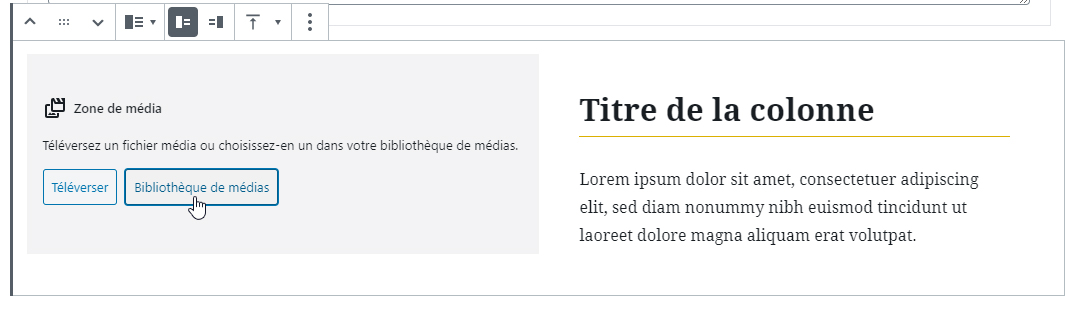 Zone de média
Téléversez un fichier média ou choisissez-en un dans votre bibliothèque de médias.
Téléverser
Bibliothèque de médias
Titre de la colonne
Lorem ipsum dolor sit amet, consectetuer adipiscing
elit, sed diam nonummy nibh euismod tincidunt ut
laoreet dolore magna aliquam erat volutpat.